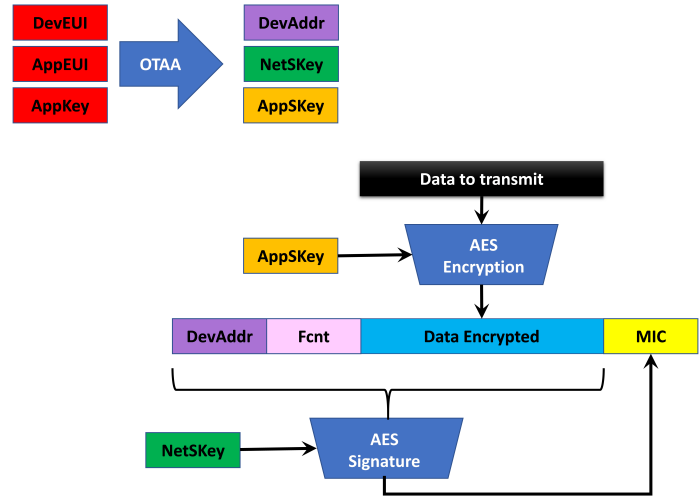 DevEUI
AppEUI
AppKey
OTAA
DevAddr
NetSKey
AppSKey
Data to transmit
AppSKey
AES
Encryption
DevAddr
Fcnt
Data Encrypted
MIC
NetSKey
AES
Signature